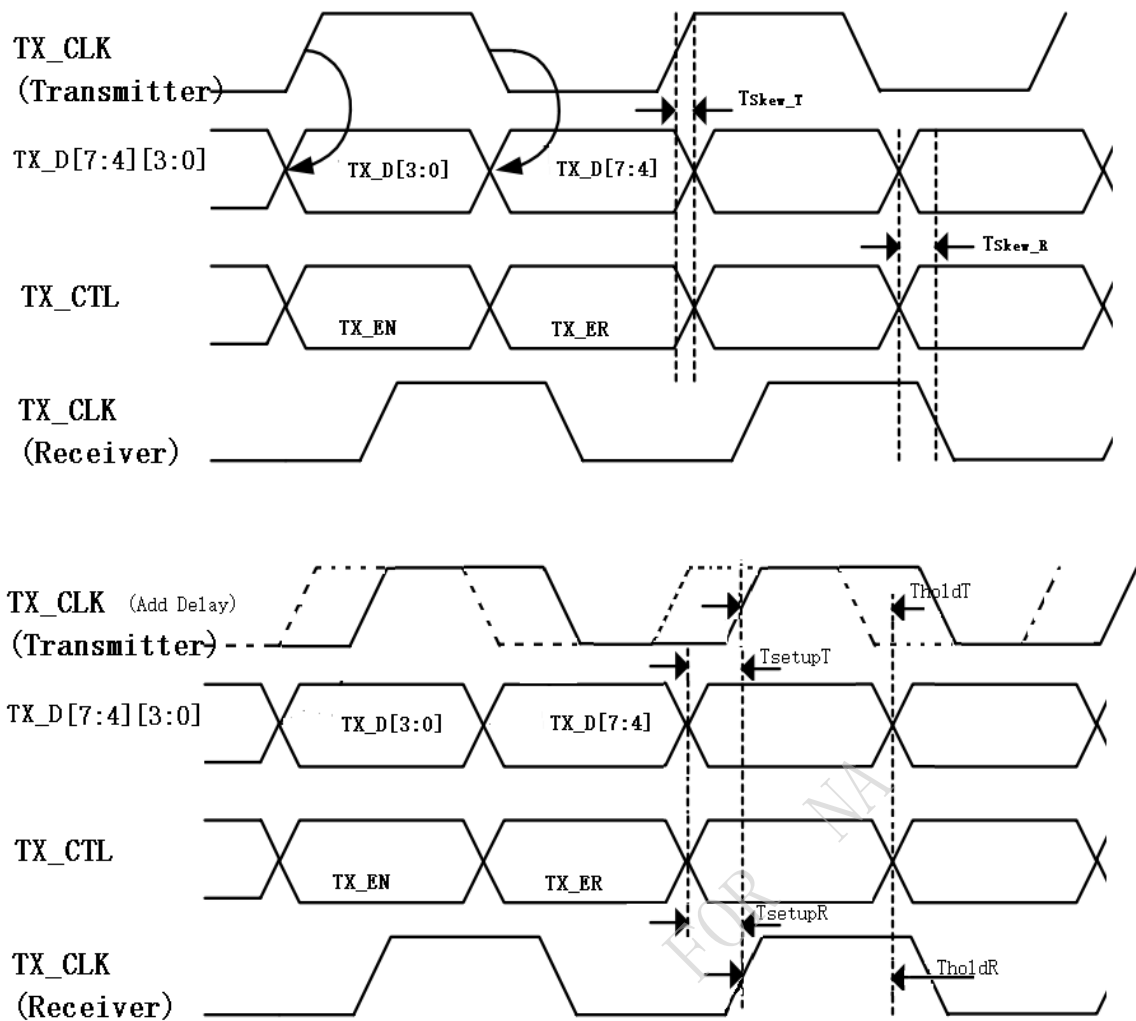 TX_CLK
(Transmitter)
Tskew_T
TX_D[7:4][3:0]
TX_D[3:0]
TX_D[7:4]
Tskew_R
TX_CTL
TX_EN
TX_ER
TX_CLK
(Receiver)
TX_CLK (Add Delay)
(Transmitter)
TholdT
TsetupT
TX_D[7:4][3:0]
TX_D[3:0]
TX_D[7:4]
TX_CTL
TX_EN
TX_ER
TsetupR
TX_CLK
(Receiver)
TholdR
FOR NA